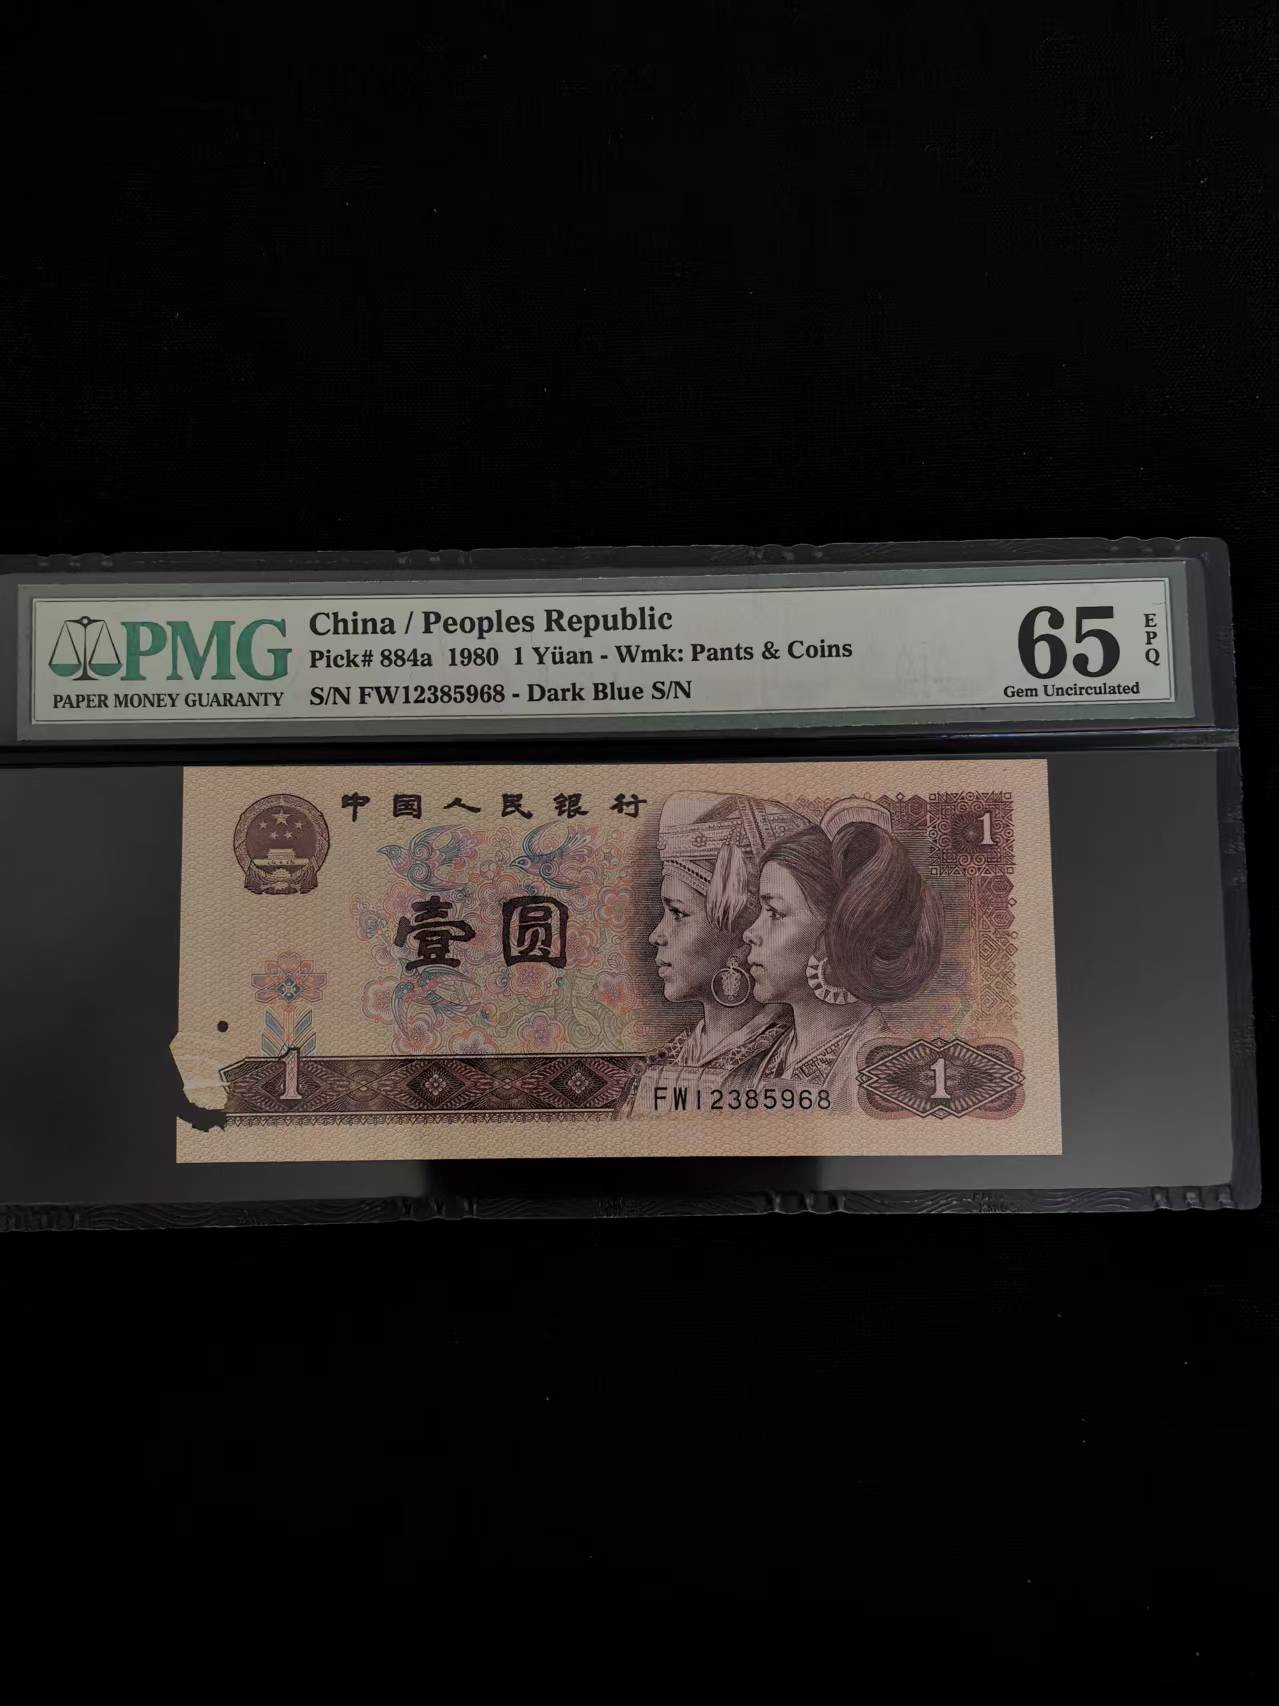 PMG
PAPER MONEY GUARANTY
China / Peoples Republic
Pick# 884a 1980 1 Yüan - Wmk: Pants & Coins
S/N FW12385968 - Dark Blue S/N
65
EPQ
Gem Uncirculated
中国人民银行
1
壹圆
1
FW12385968
1